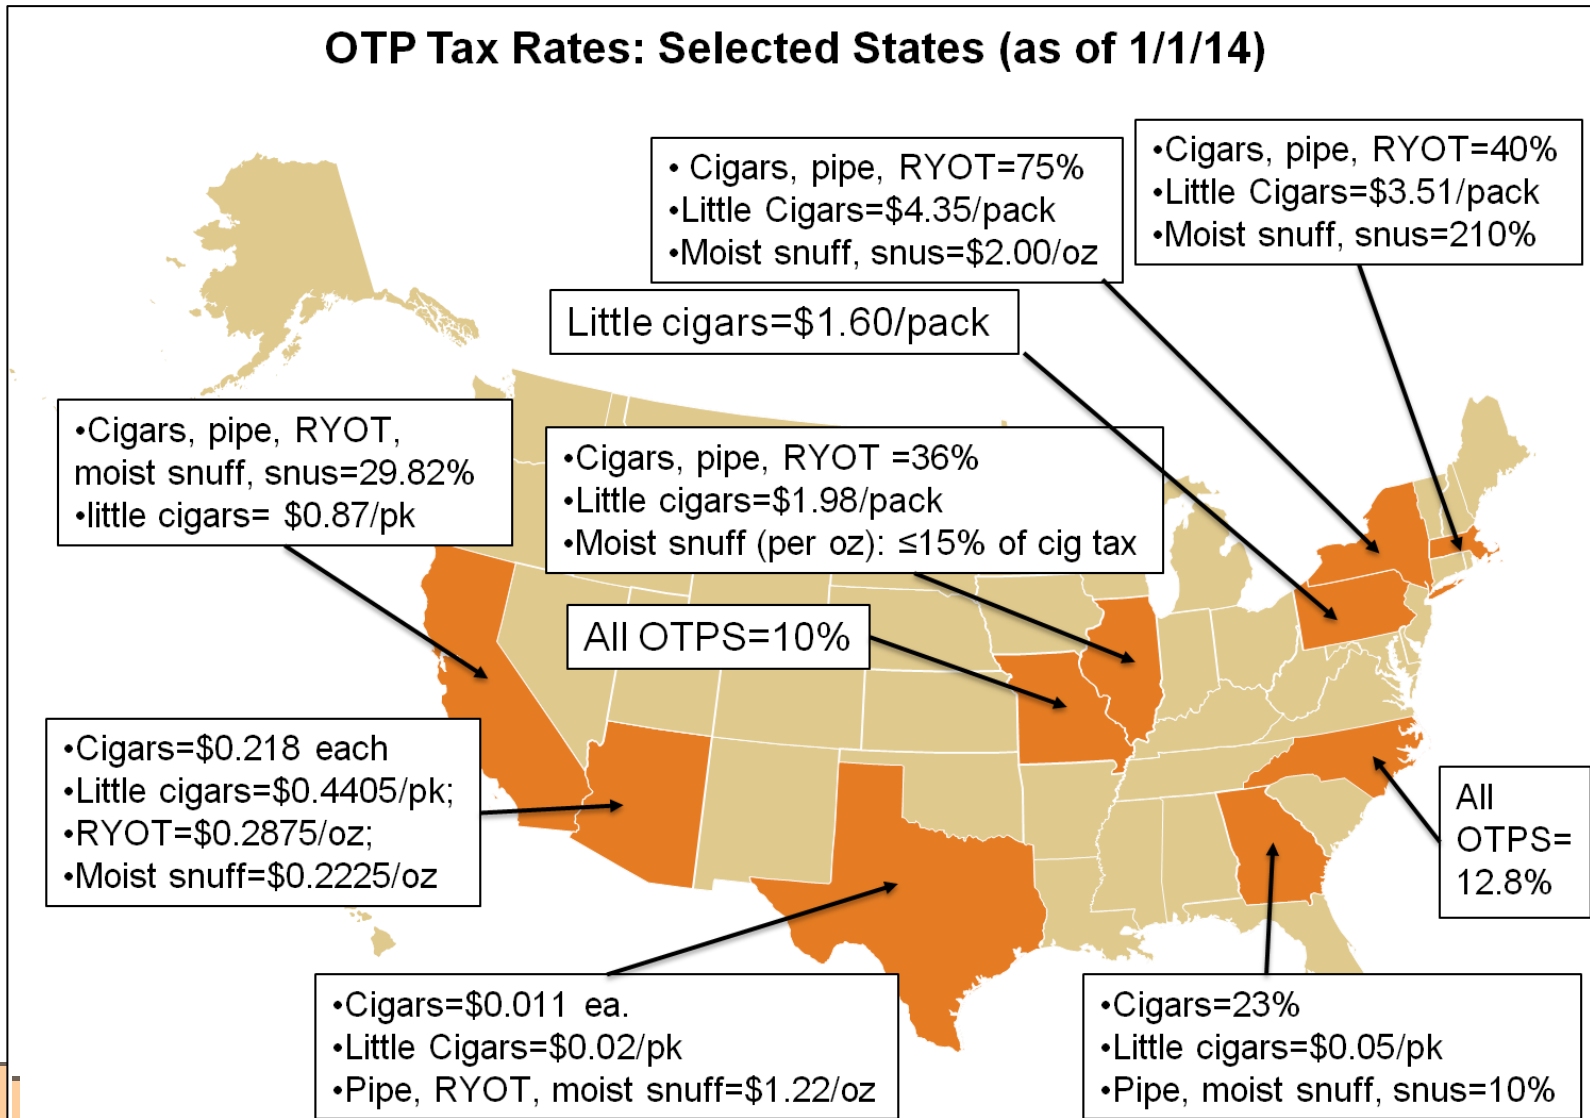 OTP Tax Rates: Selected States (as of 1/1/14)
• Cigars, pipe, RYOT=75%
•Little Cigars=$4.35/pack
•Moist snuff, snus=$2.00/oz
•Cigars, pipe, RYOT=40%
•Little Cigars=$3.51/pack
•Moist snuff, snus=210%
Little cigars=$1.60/pack
•Cigars, pipe, RYOT,
moist snuff, snus=29.82%
•little cigars= $0.87/pk
•Cigars, pipe, RYOT =36%
•Little cigars=$1.98/pack
•Moist snuff (per oz): ≤15% of cig tax
All OTPS=10%
•Cigars=$0.218 each
•Little cigars=$0.4405/pk;
•RYOT=$0.2875/oz;
•Moist snuff=$0.2225/oz
All
OTPS=
12.8%
•Cigars=$0.011 ea.
•Little Cigars=$0.02/pk
•Pipe, RYOT, moist snuff=$1.22/oz
•Cigars=23%
•Little cigars=$0.05/pk
•Pipe, moist snuff, snus=10%